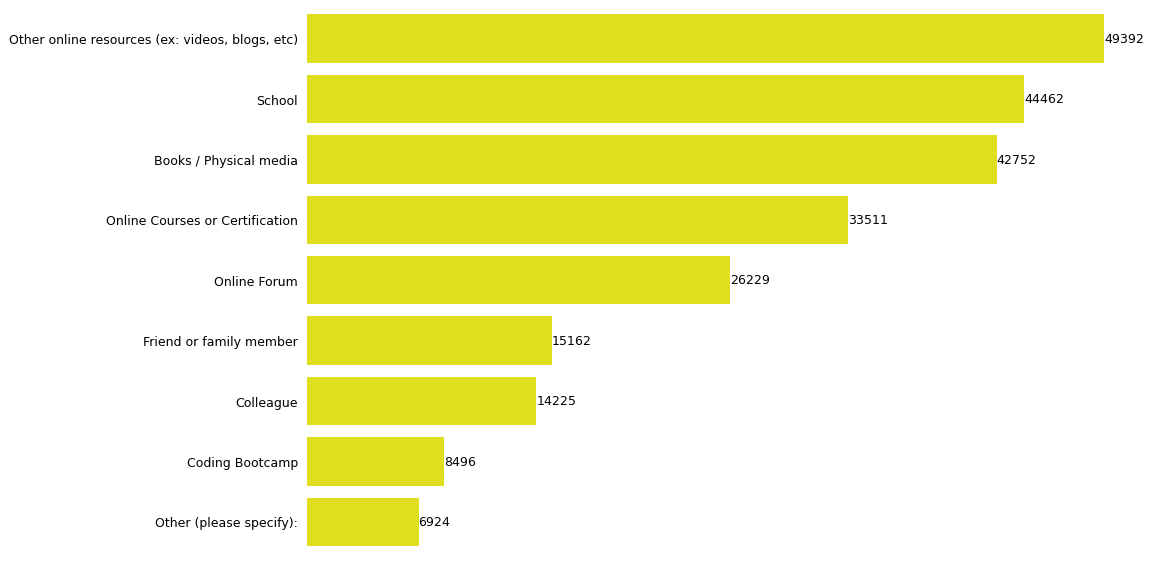 Other online resources (ex: videos, blogs, etc) 49392
School 44462
Books / Physical media 42752
Online Courses or Certification 33511
Online Forum 26229
Friend or family member 15162
Colleague 14225
Coding Bootcamp 8496
Other (please specify): 6924